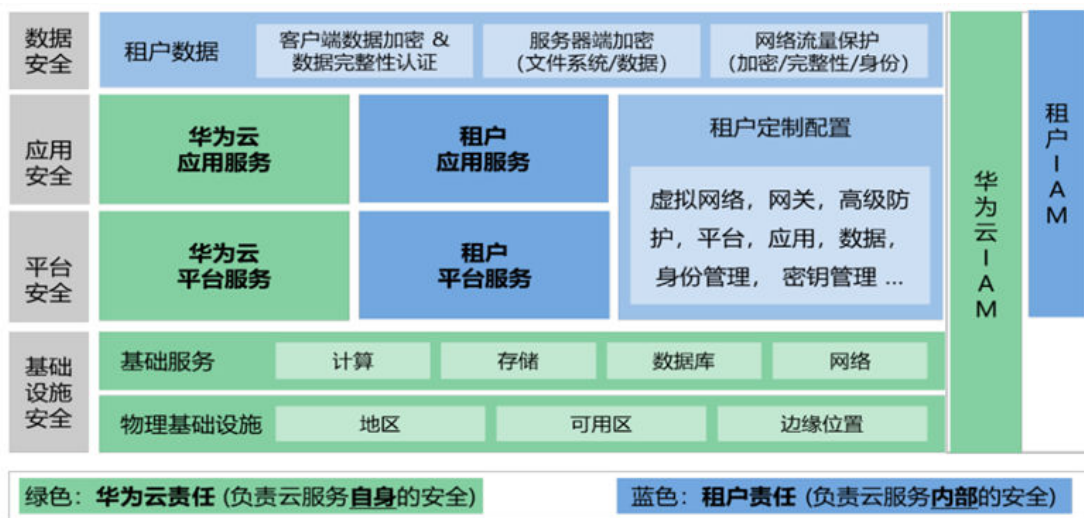 数据
安全
租户数据
客户端数据加密 &
数据完整性认证
服务器端加密
(文件系统/数据)
网络流量保护
(加密/完整性/身份)
应用
安全
华为云
应用服务
租户
应用服务
租户定制配置
虚拟网络，网关，高级防
护，平台，应用，数据，
身份管理， 密钥管理 ...
平台
安全
华为云
平台服务
租户
平台服务
基础
设施
安全
基础服务
计算
存储
数据库
网络
物理基础设施
地区
可用区
边缘位置
华为云IAM
租户IAM
绿色：华为云责任 (负责云服务自身的安全)
蓝色：租户责任 (负责云服务内部的安全)